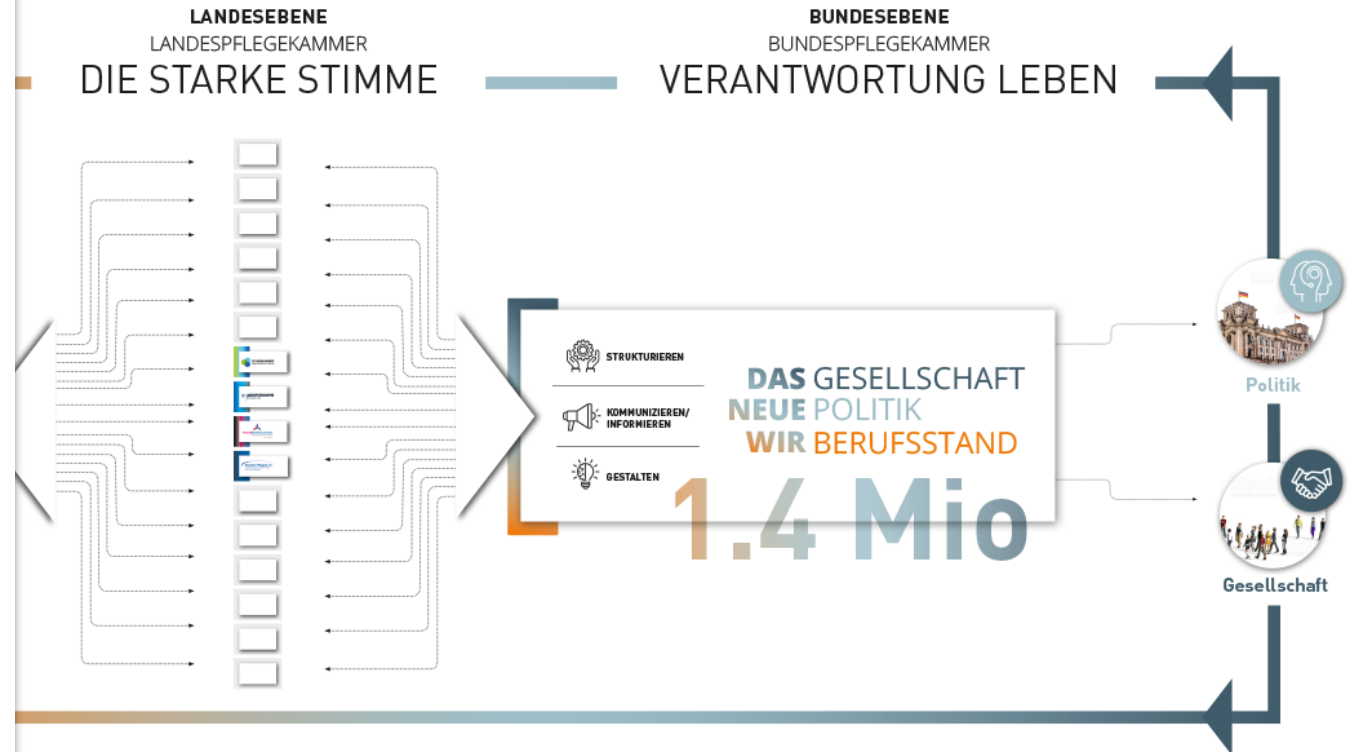 LANDESEBENE
LANDESPFLEGEKAMMER
DIE STARKE STIMME
BUNDESEBENE
BUNDESPFLEGEKAMMER
VERANTWORTUNG LEBEN
STRUKTURIEREN
KOMMUNIZIEREN/
INFORMIEREN
GESTALTEN
DAS GESELLSCHAFT
NEUE POLITIK
WIR BERUFSSTAND
1.4 Mio
Politik
Gesellschaft